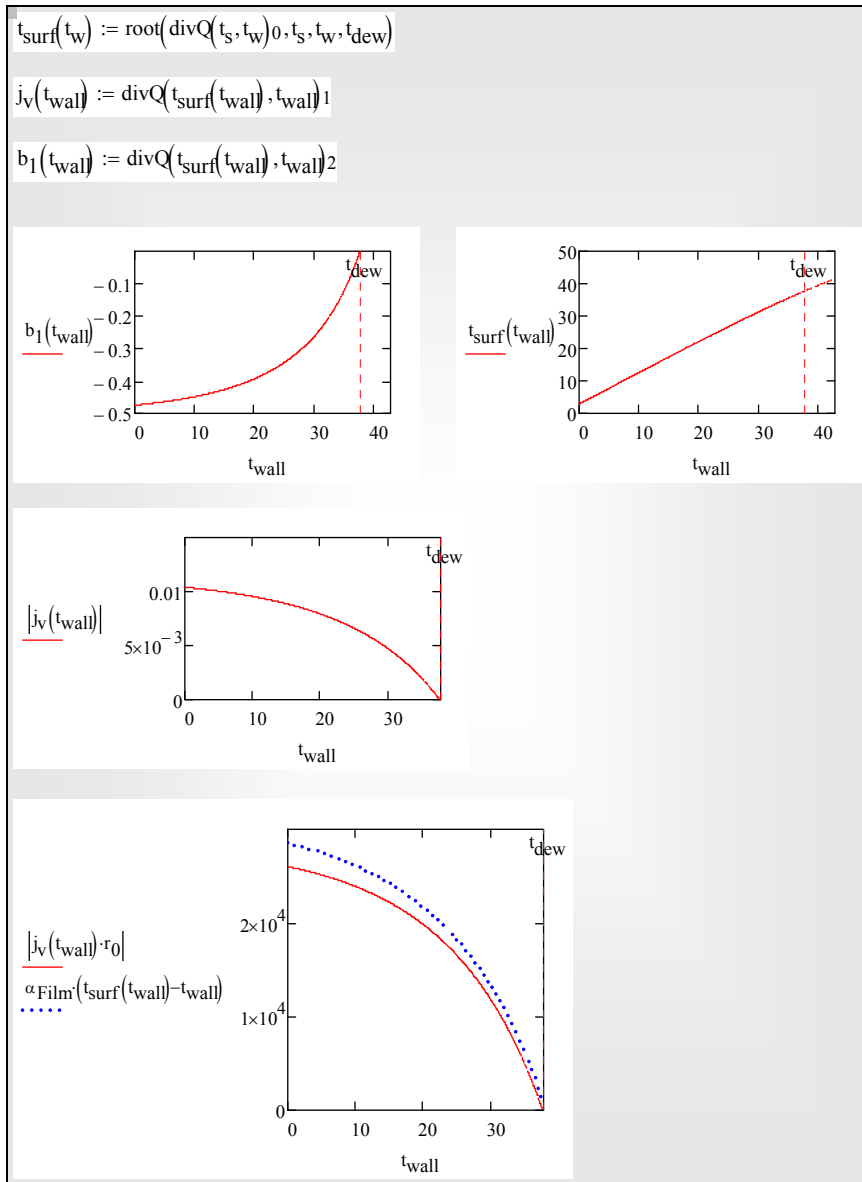 t_surf(t_w) := root(divQ(t_s, t_w)_0, t_s, t_w, t_dew)
j_v(t_wall) := divQ(t_surf(t_wall), t_wall)_1
b_1(t_wall) := divQ(t_surf(t_wall), t_wall)_2
t_dew
−0.1
−0.2
b_1(t_wall)
−0.3
−0.4
−0.5
0 10 20 30 40
t_wall
50
t_dew
40
30
t_surf(t_wall)
20
10
0
0 10 20 30 40
t_wall
t_dew
0.01
|j_v(t_wall)|
5×10^−3
0
0 10 20 30
t_wall
t_dew
2×10^4
|j_v(t_wall)·r_0|
α_Film·(t_surf(t_wall)−t_wall)
1×10^4
0
0 10 20 30
t_wall